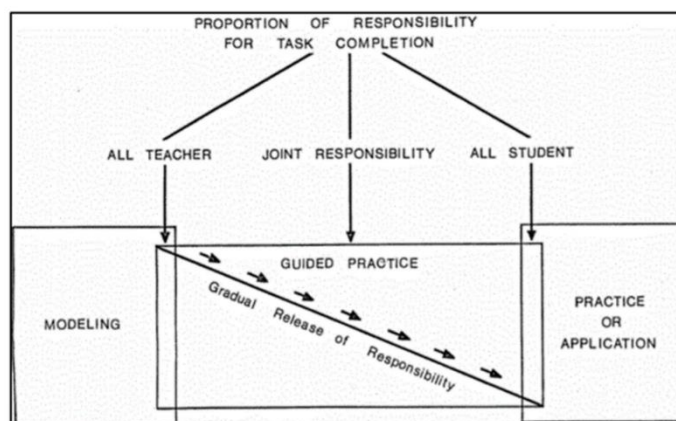 PROPORTION OF RESPONSIBILITY
FOR TASK COMPLETION
ALL TEACHER
JOINT RESPONSIBILITY
ALL STUDENT
GUIDED PRACTICE
Gradual Release of Responsibility
MODELING
PRACTICE
OR
APPLICATION